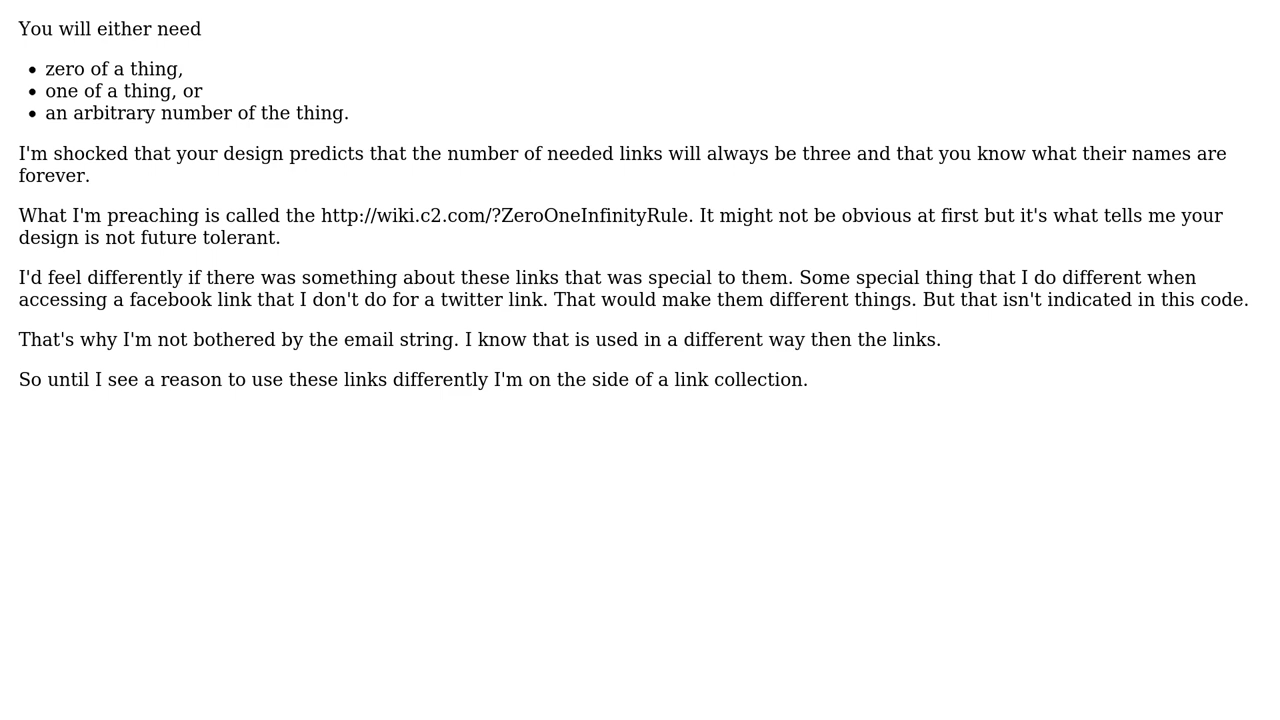 You will either need
• zero of a thing,
• one of a thing, or
• an arbitrary number of the thing.
I'm shocked that your design predicts that the number of needed links will always be three and that you know what their names are
forever.
What I'm preaching is called the http://wiki.c2.com/?ZeroOneInfinityRule. It might not be obvious at first but it's what tells me your
design is not future tolerant.
I'd feel differently if there was something about these links that was special to them. Some special thing that I do different when
accessing a facebook link that I don't do for a twitter link. That would make them different things. But that isn't indicated in this code.
That's why I'm not bothered by the email string. I know that is used in a different way then the links.
So until I see a reason to use these links differently I'm on the side of a link collection.